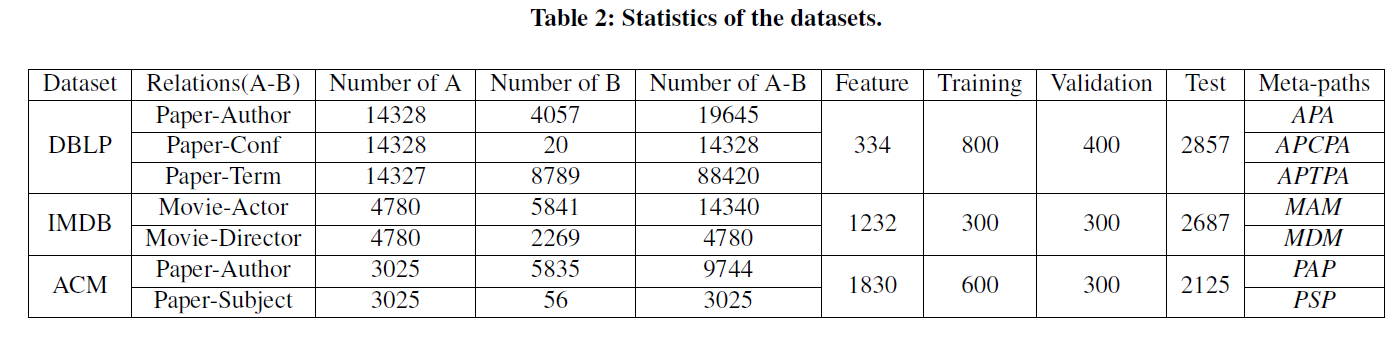 Table 2: Statistics of the datasets.
Dataset Relations(A-B) Number of A Number of B Number of A-B Feature Training Validation Test Meta-paths
DBLP Paper-Author 14328 4057 19645 334 800 400 2857 APA
Paper-Conf 14328 20 14328 APCPA
Paper-Term 14327 8789 88420 APTPA
IMDB Movie-Actor 4780 5841 14340 1232 300 300 2687 MAM
Movie-Director 4780 2269 4780 MDM
ACM Paper-Author 3025 5835 9744 1830 600 300 2125 PAP
Paper-Subject 3025 56 3025 PSP